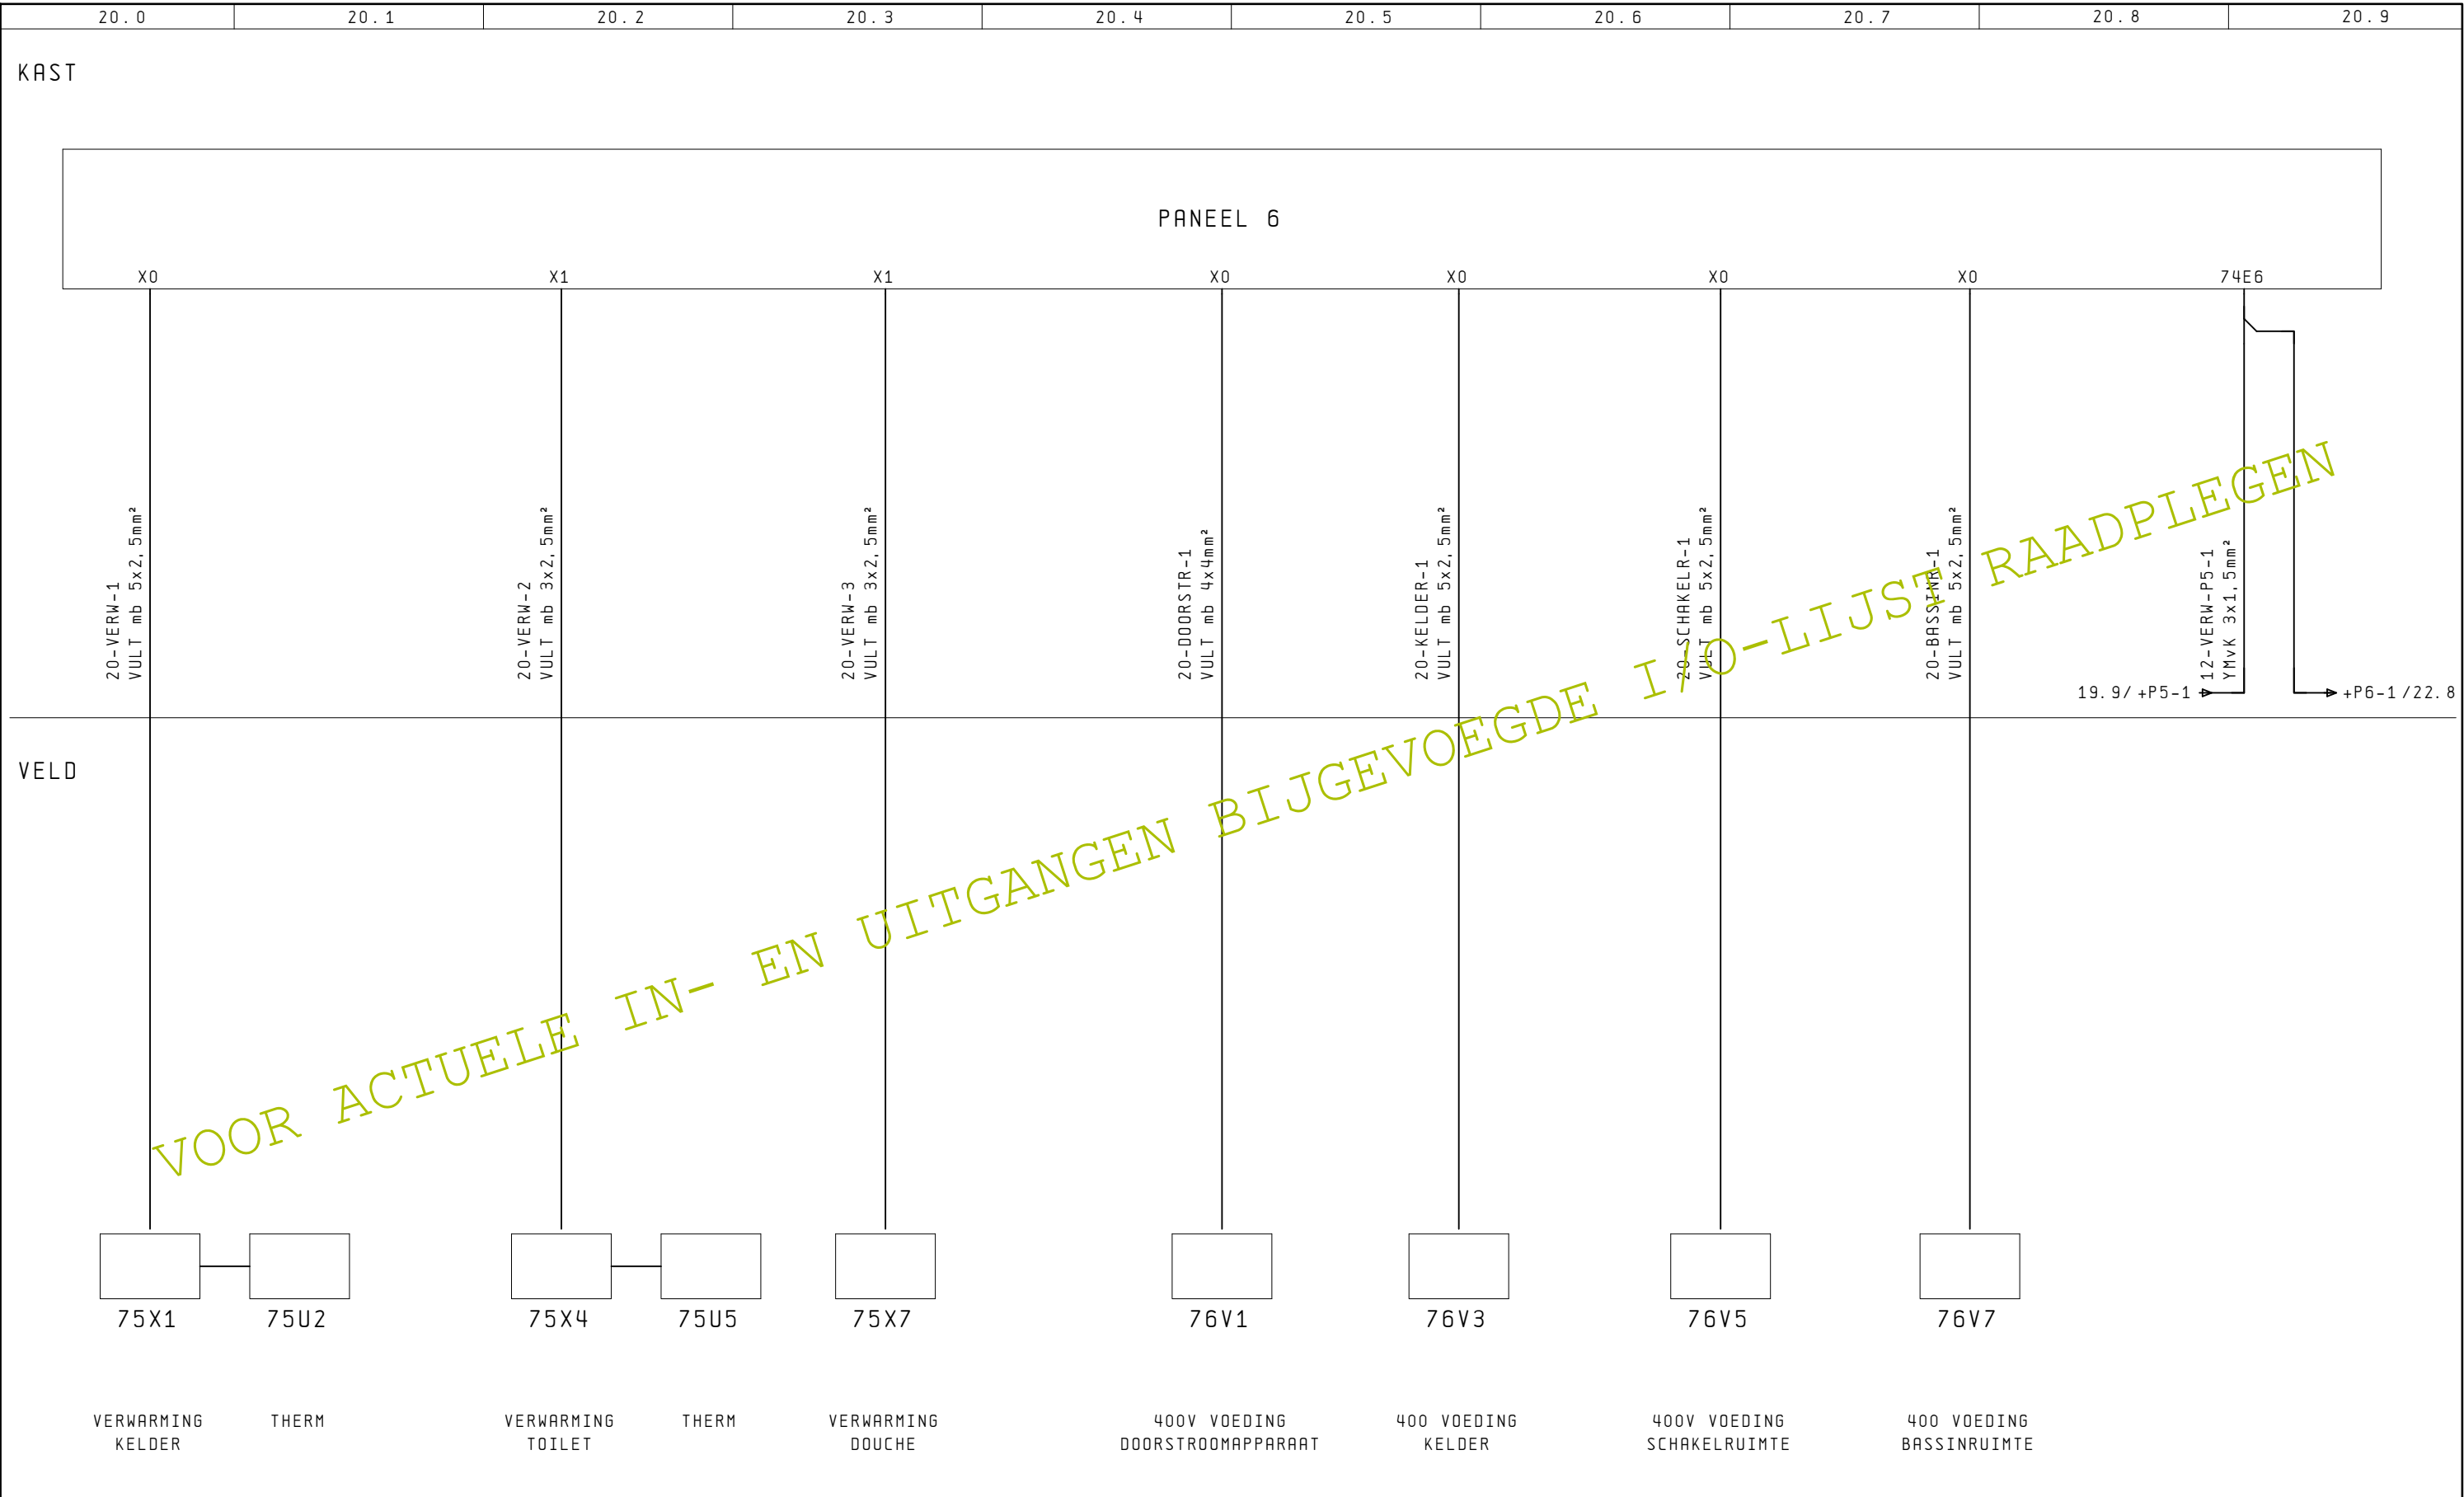 20.0 20.1 20.2 20.3 20.4 20.5 20.6 20.7 20.8 20.9
KAST
PANEEL 6
X0 X1 X1 X0 X0 X0 X0 74E6
20-VERW-1
VULT mb 5x2,5mm²
20-VERW-2
VULT mb 3x2,5mm²
20-VERW-3
VULT mb 3x2,5mm²
20-DOORSTR-1
VULT mb 4x4mm²
20-KELDER-1
VULT mb 5x2,5mm²
20-SCHAKELR-1
VULT mb 5x2,5mm²
20-BASSINR-1
VULT mb 5x2,5mm²
12-VERW-P5-1
YMvK 3x1,5mm²
19.9/+P5-1
+P6-1/22.8
VELD
VOOR ACTUELE IN- EN UITGANGEN BIJGEVOEGDE I/O-LIJST RAADPLEGEN
75X1 75U2 75X4 75U5 75X7 76V1 76V3 76V5 76V7
VERWARMING
KELDER
THERM
VERWARMING
TOILET
THERM
VERWARMING
DOUCHE
400V VOEDING
DOORSTROOMAPPARAAT
400 VOEDING
KELDER
400V VOEDING
SCHAKELRUIMTE
400 VOEDING
BASSINRUIMTE